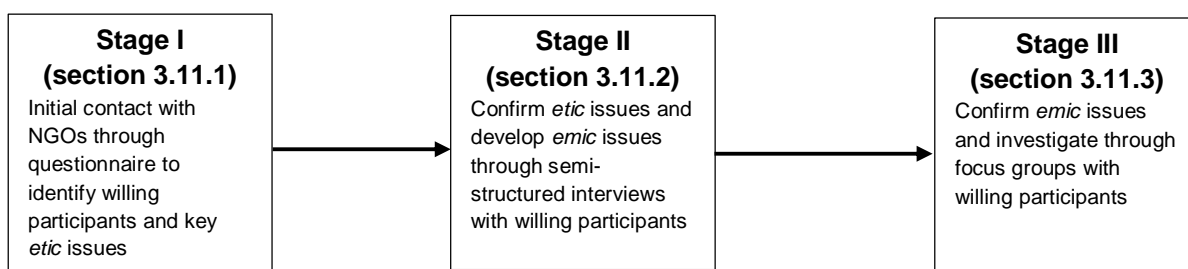 Stage I
(section 3.11.1)
Initial contact with
NGOs through
questionnaire to
identify willing
participants and key
etic issues
Stage II
(section 3.11.2)
Confirm etic issues and
develop emic issues
through semi-
structured interviews
with willing participants
Stage III
(section 3.11.3)
Confirm emic issues
and investigate through
focus groups with
willing participants